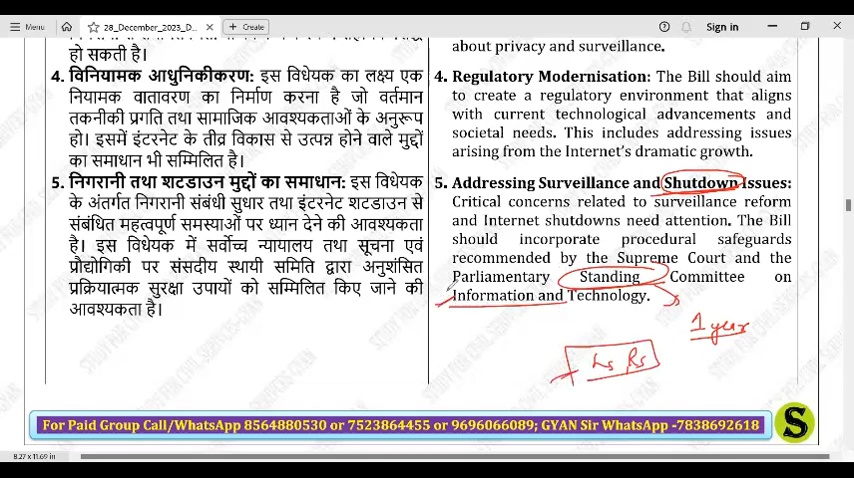 Menu
28_December_2023_D...
+ Create
Sign in
हो सकती है।
4. विनियामक आधुनिकीकरण: इस विधेयक का लक्ष्य एक
नियामक वातावरण का निर्माण करना है जो वर्तमान
तकनीकी प्रगति तथा सामाजिक आवश्यकताओं के अनुरूप
हो। इसमें इंटरनेट के तीव्र विकास से उत्पन्न होने वाले मुद्दों
का समाधान भी सम्मिलित है।
5. निगरानी तथा शटडाउन मुद्दों का समाधान: इस विधेयक
के अंतर्गत निगरानी संबंधी सुधार तथा इंटरनेट शटडाउन से
संबंधित महत्वपूर्ण समस्याओं पर ध्यान देने की आवश्यकता
है। इस विधेयक में सर्वोच्च न्यायालय तथा सूचना एवं
प्रौद्योगिकी पर संसदीय स्थायी समिति द्वारा अनुशंसित
प्रक्रियात्मक सुरक्षा उपायों को सम्मिलित किए जाने की
आवश्यकता है।
about privacy and surveillance.
4. Regulatory Modernisation: The Bill should aim
to create a regulatory environment that aligns
with current technological advancements and
societal needs. This includes addressing issues
arising from the Internet's dramatic growth.
5. Addressing Surveillance and Shutdown Issues:
Critical concerns related to surveillance reform
and Internet shutdowns need attention. The Bill
should incorporate procedural safeguards
recommended by the Supreme Court and the
Parliamentary Standing Committee on
Information and Technology.
1 year
Ls Rs
For Paid Group Call/WhatsApp 8564880530 or 7523864455 or 9696066089; GYAN Sir WhatsApp -7838692618
S
8.27 x 11.69 in